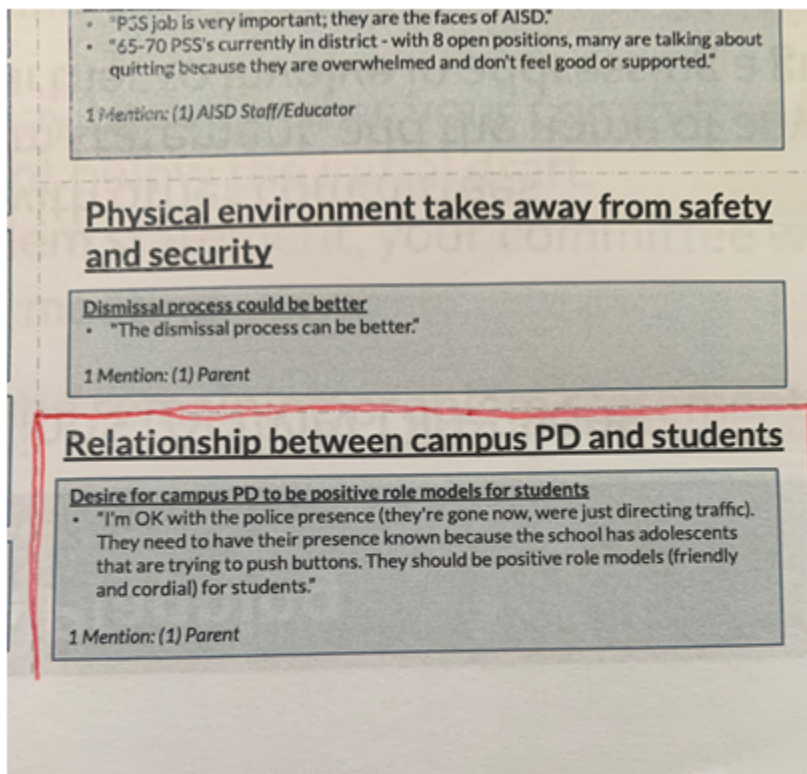 • "PSS job is very important; they are the faces of AISD."
• "65-70 PSS's currently in district - with 8 open positions, many are talking about
quitting because they are overwhelmed and don't feel good or supported."
1 Mention: (1) AISD Staff/Educator
Physical environment takes away from safety
and security
Dismissal process could be better
• "The dismissal process can be better."
1 Mention: (1) Parent
Relationship between campus PD and students
Desire for campus PD to be positive role models for students
• "I'm OK with the police presence (they're gone now, were just directing traffic).
They need to have their presence known because the school has adolescents
that are trying to push buttons. They should be positive role models (friendly
and cordial) for students."
1 Mention: (1) Parent